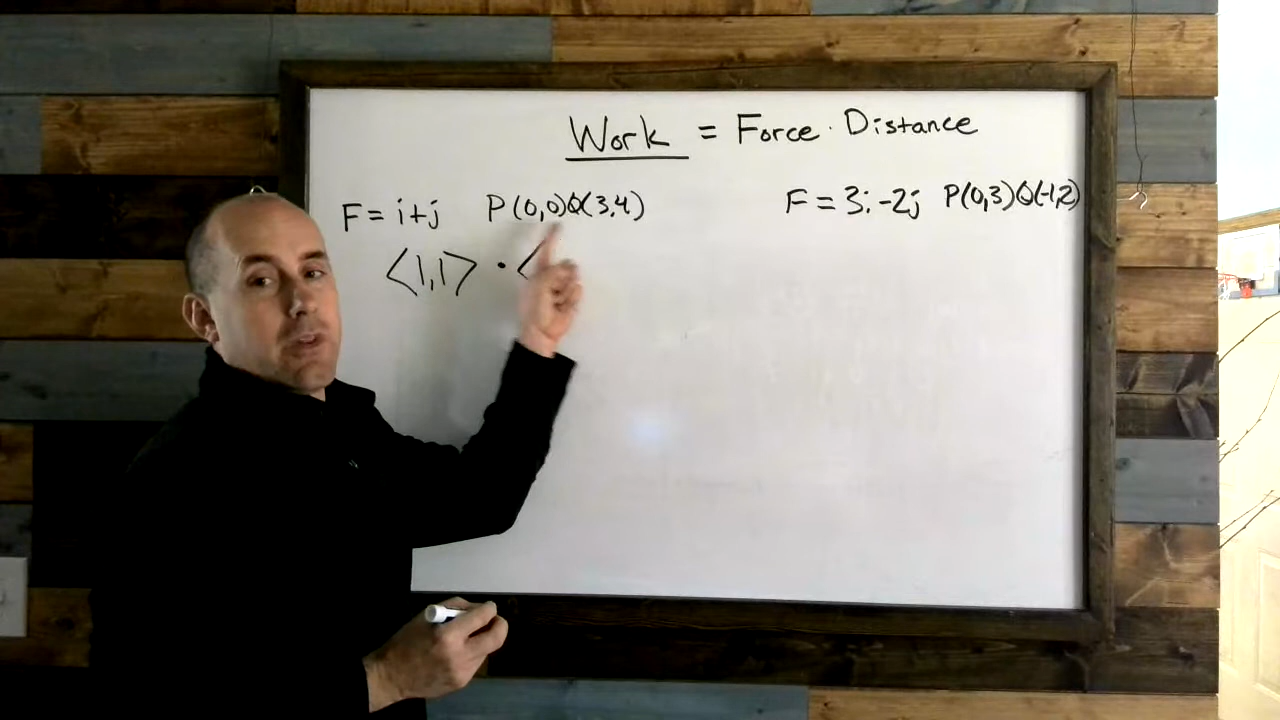 Work = Force · Distance
F = i+j P(0,0)Q(3,4)
F = 3i-2j P(0,3)Q(-1,2)
<1,1> · <